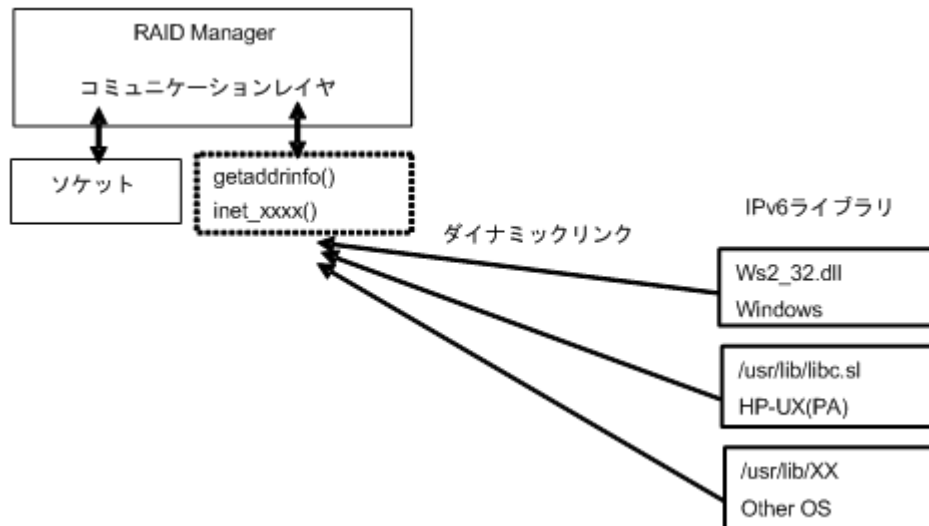 RAID Manager
コミュニケーションレイヤ
ソケット
getaddrinfo()
inet_xxxx()
ダイナミックリンク
IPv6ライブラリ
Ws2_32.dll
Windows
/usr/lib/libc.sl
HP-UX(PA)
/usr/lib/XX
Other OS